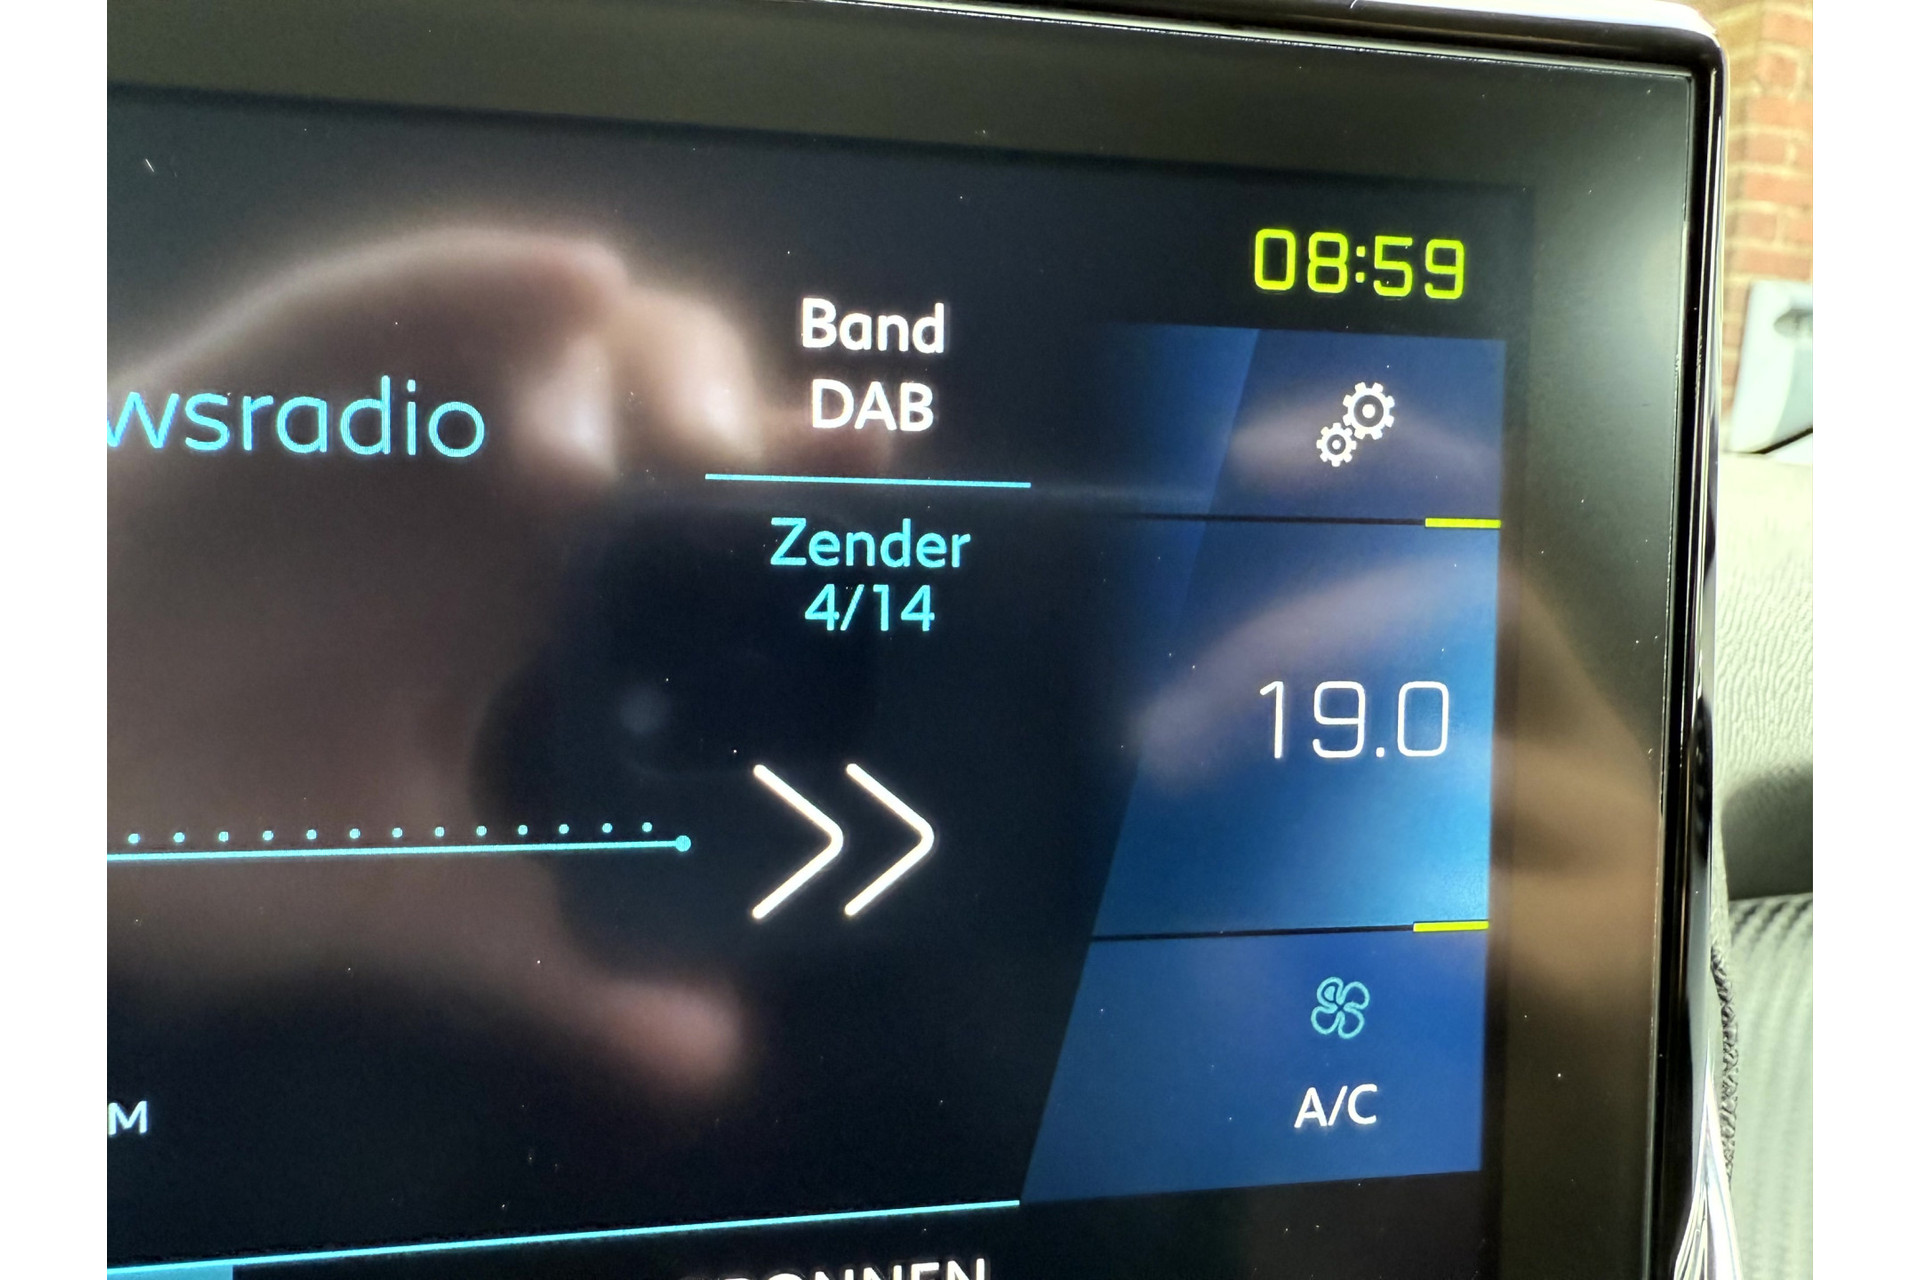 08:59
Band
DAB
wsradio
Zender
4/14
19.0
A/C
M